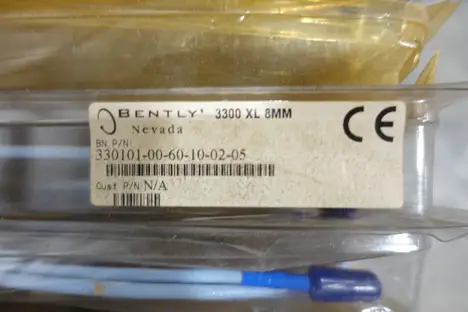 BENTLY' 3300 XL 8MM
Nevada
CE
BN P/N
330101-00-60-10-02-05
Cust P/N N/A